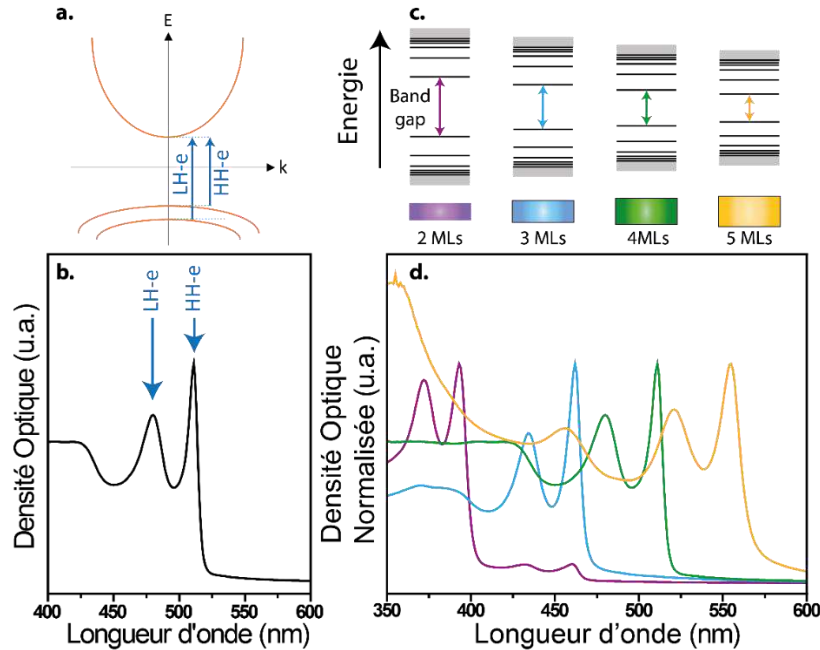 a.
E
k
LH-e
HH-e
c.
Energie
Band
gap
2 MLs
3 MLs
4MLs
5 MLs
b.
LH-e
HH-e
Densité Optique (u.a.)
400 450 500 550 600
Longueur d'onde (nm)
d.
Densité Optique
Normalisée (u.a.)
350 400 450 500 550 600
Longueur d’onde (nm)